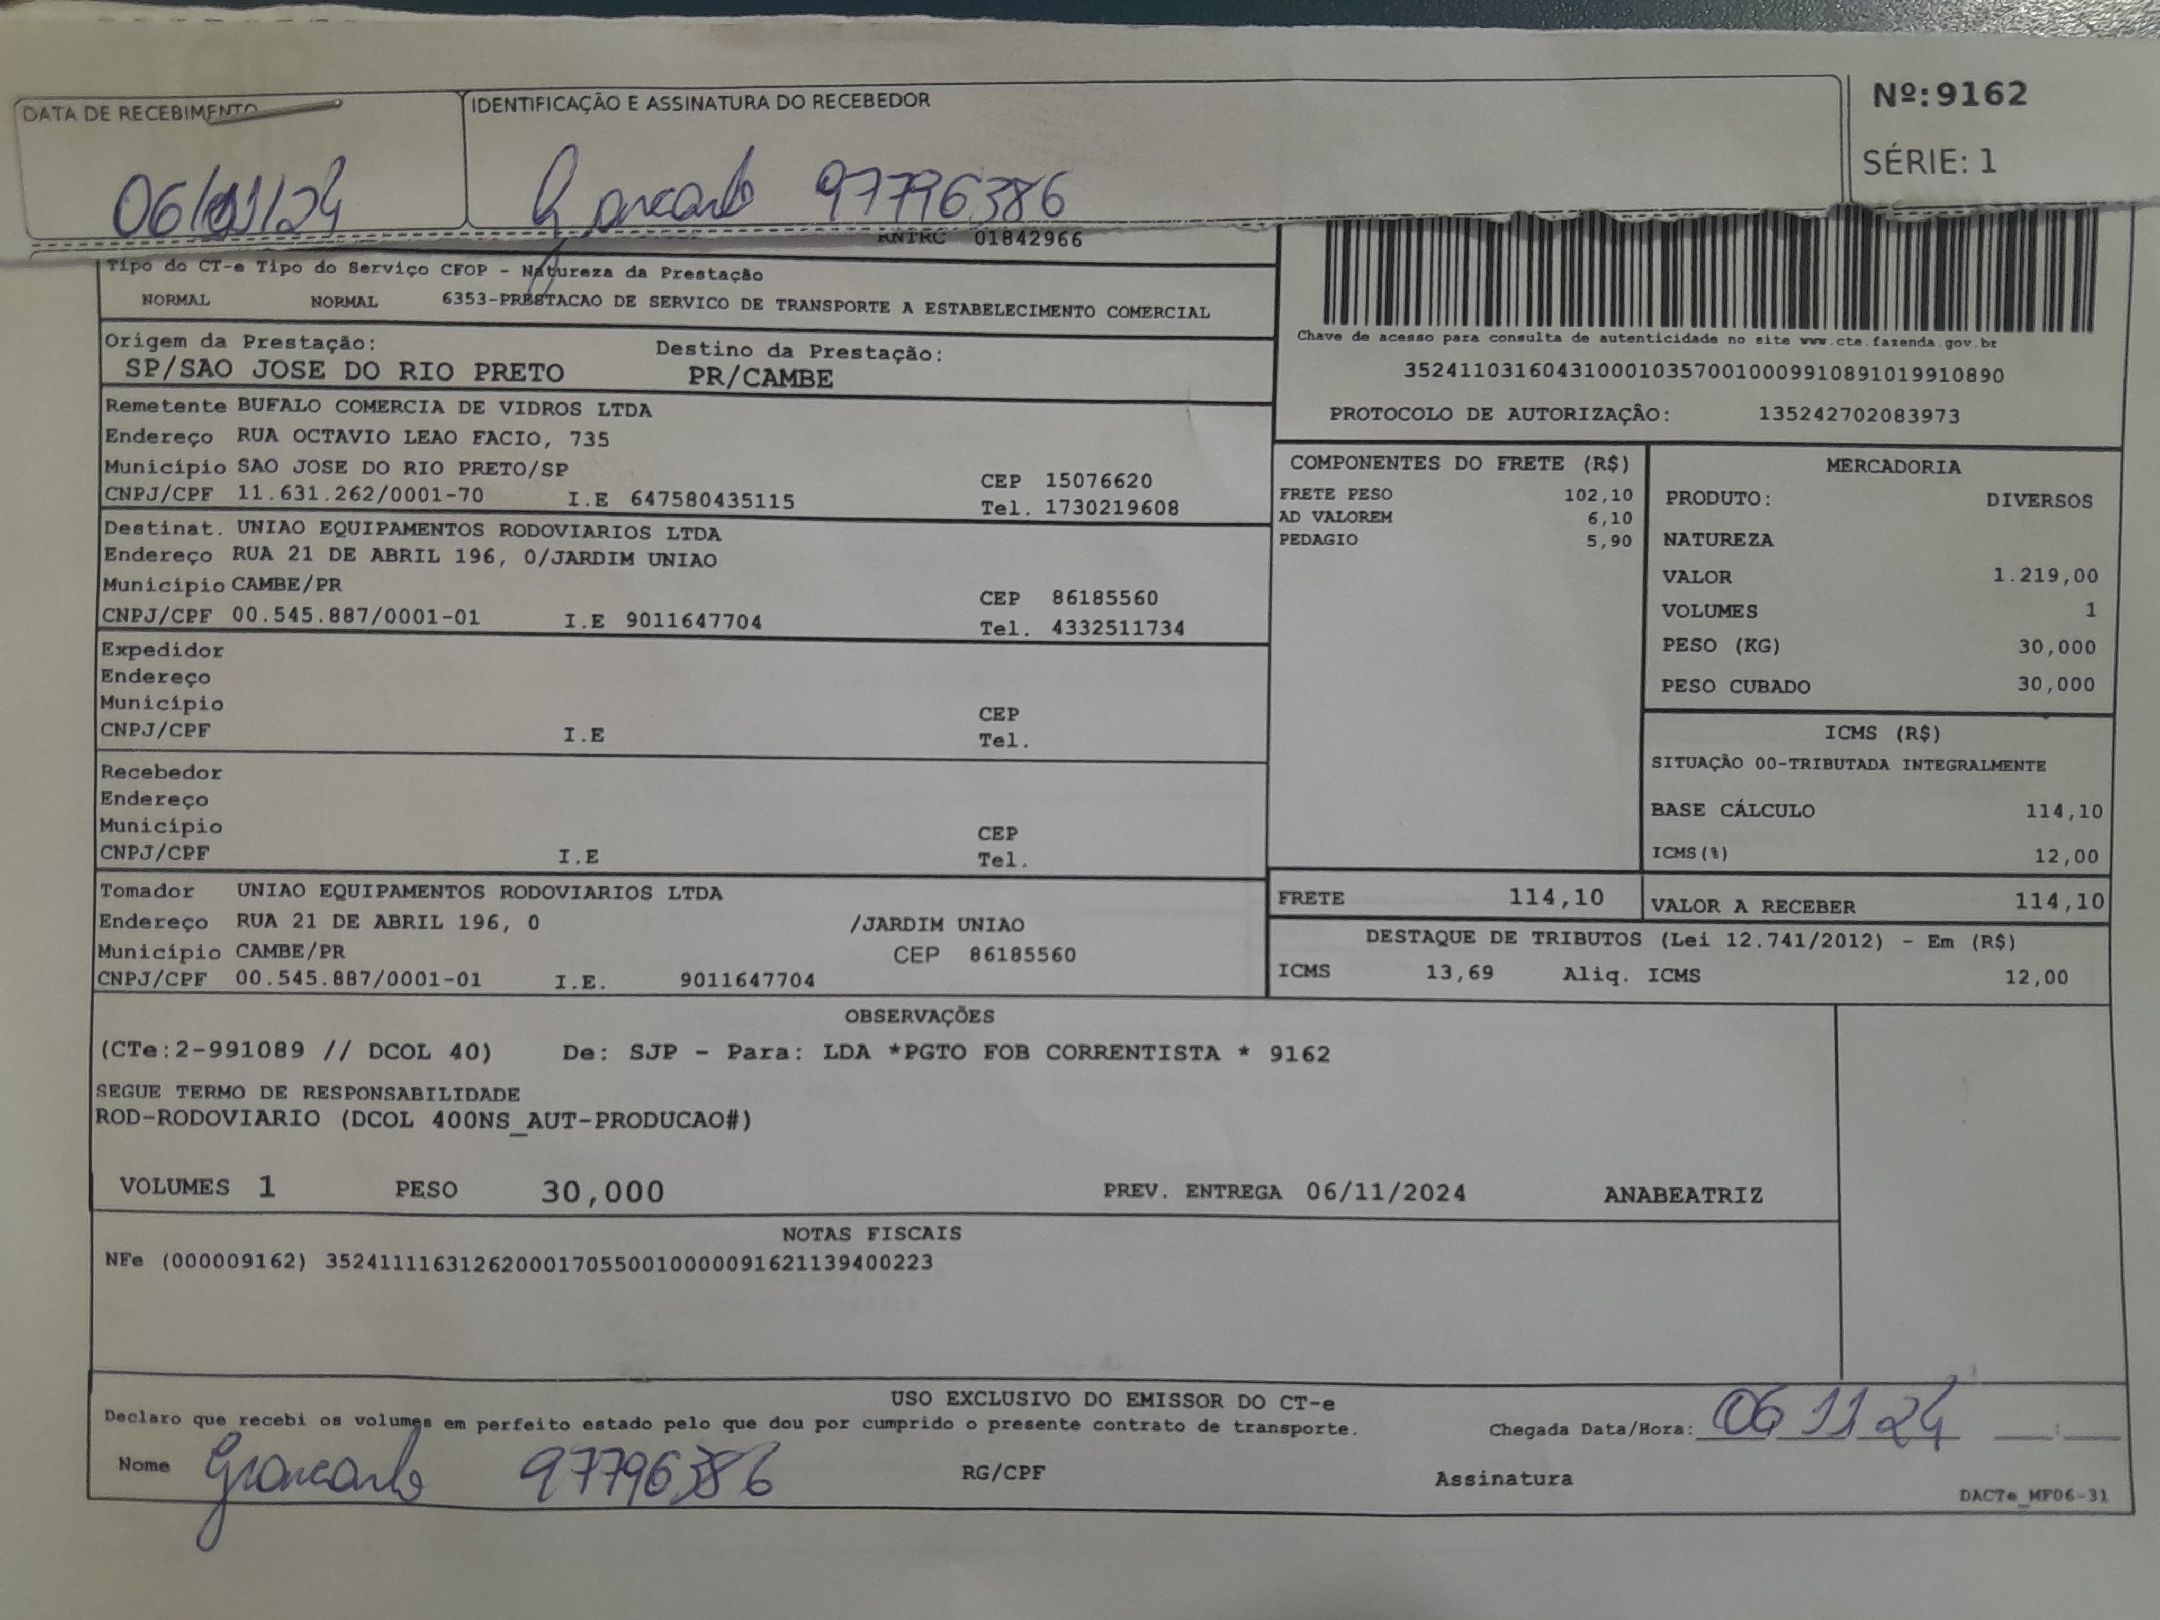 DATA DE RECEBIMENTO
06/11/24
IDENTIFICAÇÃO E ASSINATURA DO RECEBEDOR
Giancarlo 97796386
Nº: 9162
SÉRIE: 1
RNTRC 01842966
Tipo do CT-e Tipo do Serviço CFOP - Natureza da Prestação
NORMAL NORMAL 6353-PRESTACAO DE SERVICO DE TRANSPORTE A ESTABELECIMENTO COMERCIAL
Chave de acesso para consulta de autenticidade no site www.cte.fazenda.gov.br
35241103160431000103570010009910891019910890
PROTOCOLO DE AUTORIZAÇÂO: 135242702083973
Origem da Prestação: Destino da Prestação:
SP/SAO JOSE DO RIO PRETO PR/CAMBE
Remetente BUFALO COMERCIA DE VIDROS LTDA
Endereço RUA OCTAVIO LEAO FACIO, 735
Município SAO JOSE DO RIO PRETO/SP CEP 15076620
CNPJ/CPF 11.631.262/0001-70 I.E 647580435115 Tel. 1730219608
Destinat. UNIAO EQUIPAMENTOS RODOVIARIOS LTDA
Endereço RUA 21 DE ABRIL 196, 0/JARDIM UNIAO
Município CAMBE/PR CEP 86185560
CNPJ/CPF 00.545.887/0001-01 I.E 9011647704 Tel. 4332511734
Expedidor
Endereço
Município CEP
CNPJ/CPF I.E Tel.
Recebedor
Endereço
Município CEP
CNPJ/CPF I.E Tel.
Tomador UNIAO EQUIPAMENTOS RODOVIARIOS LTDA
Endereço RUA 21 DE ABRIL 196, 0 /JARDIM UNIAO
Município CAMBE/PR CEP 86185560
CNPJ/CPF 00.545.887/0001-01 I.E. 9011647704
COMPONENTES DO FRETE (R$)
FRETE PESO 102,10
AD VALOREM 6,10
PEDAGIO 5,90
MERCADORIA
PRODUTO: DIVERSOS
NATUREZA
VALOR 1.219,00
VOLUMES 1
PESO (KG) 30,000
PESO CUBADO 30,000
ICMS (R$)
SITUAÇÃO 00-TRIBUTADA INTEGRALMENTE
BASE CÁLCULO 114,10
ICMS(%) 12,00
FRETE 114,10 VALOR A RECEBER 114,10
DESTAQUE DE TRIBUTOS (Lei 12.741/2012) - Em (R$)
ICMS 13,69 Aliq. ICMS 12,00
OBSERVAÇÕES
(CTe:2-991089 // DCOL 40) De: SJP - Para: LDA *PGTO FOB CORRENTISTA * 9162
SEGUE TERMO DE RESPONSABILIDADE
ROD-RODOVIARIO (DCOL 400NS_AUT-PRODUCAO#)
VOLUMES 1 PESO 30,000 PREV. ENTREGA 06/11/2024 ANABEATRIZ
NOTAS FISCAIS
NFe (000009162) 35241111631262000170550010000091621139400223
USO EXCLUSIVO DO EMISSOR DO CT-e
Declaro que recebi os volumes em perfeito estado pelo que dou por cumprido o presente contrato de transporte. Chegada Data/Hora: 06 11 24 :
Nome Giancarlo 97796386 RG/CPF Assinatura
DACTe_MF06-31